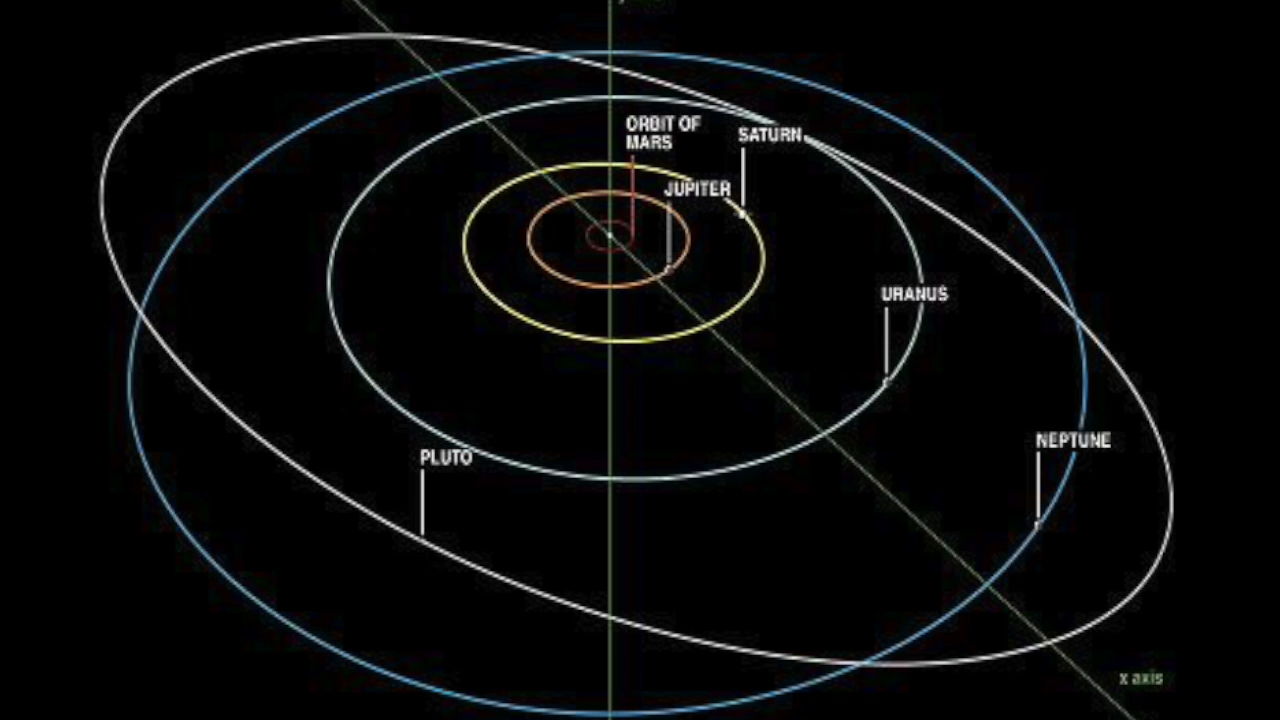 ORBIT OF
MARS
SATURN
JUPITER
URANUS
NEPTUNE
PLUTO
x axis